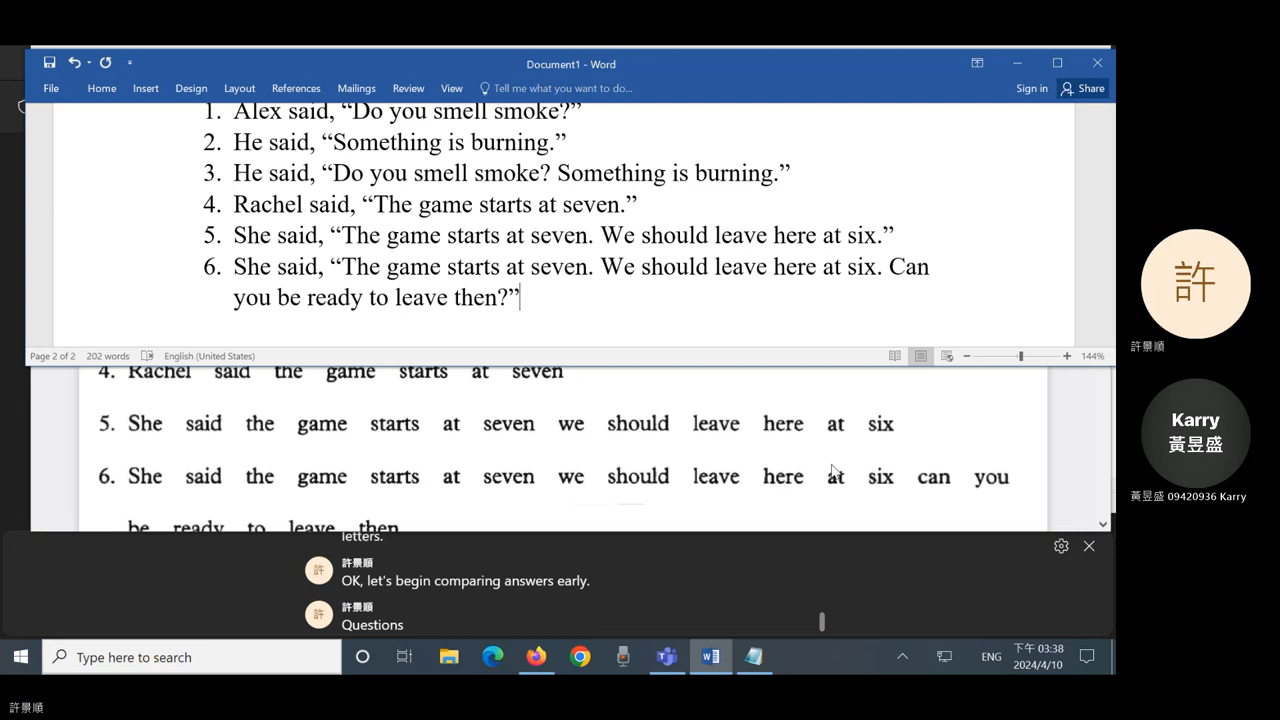 Document1 - Word
File Home Insert Design Layout References Mailings Review View Tell me what you want to do... Sign in Share
1. Alex said, “Do you smell smoke?”
2. He said, “Something is burning.”
3. He said, “Do you smell smoke? Something is burning.”
4. Rachel said, “The game starts at seven.”
5. She said, “The game starts at seven. We should leave here at six.”
6. She said, “The game starts at seven. We should leave here at six. Can
you be ready to leave then?”
Page 2 of 2 202 words English (United States) 144%
4. Rachel said the game starts at seven
5. She said the game starts at seven we should leave here at six
6. She said the game starts at seven we should leave here at six can you
be ready to leave then
letters.
許 許景順
OK, let's begin comparing answers early.
許 許景順
Questions
許
許景順
Karry
黃昱盛
黃昱盛 09420936 Karry
Type here to search
ENG
下午 03:38
2024/4/10
許景順